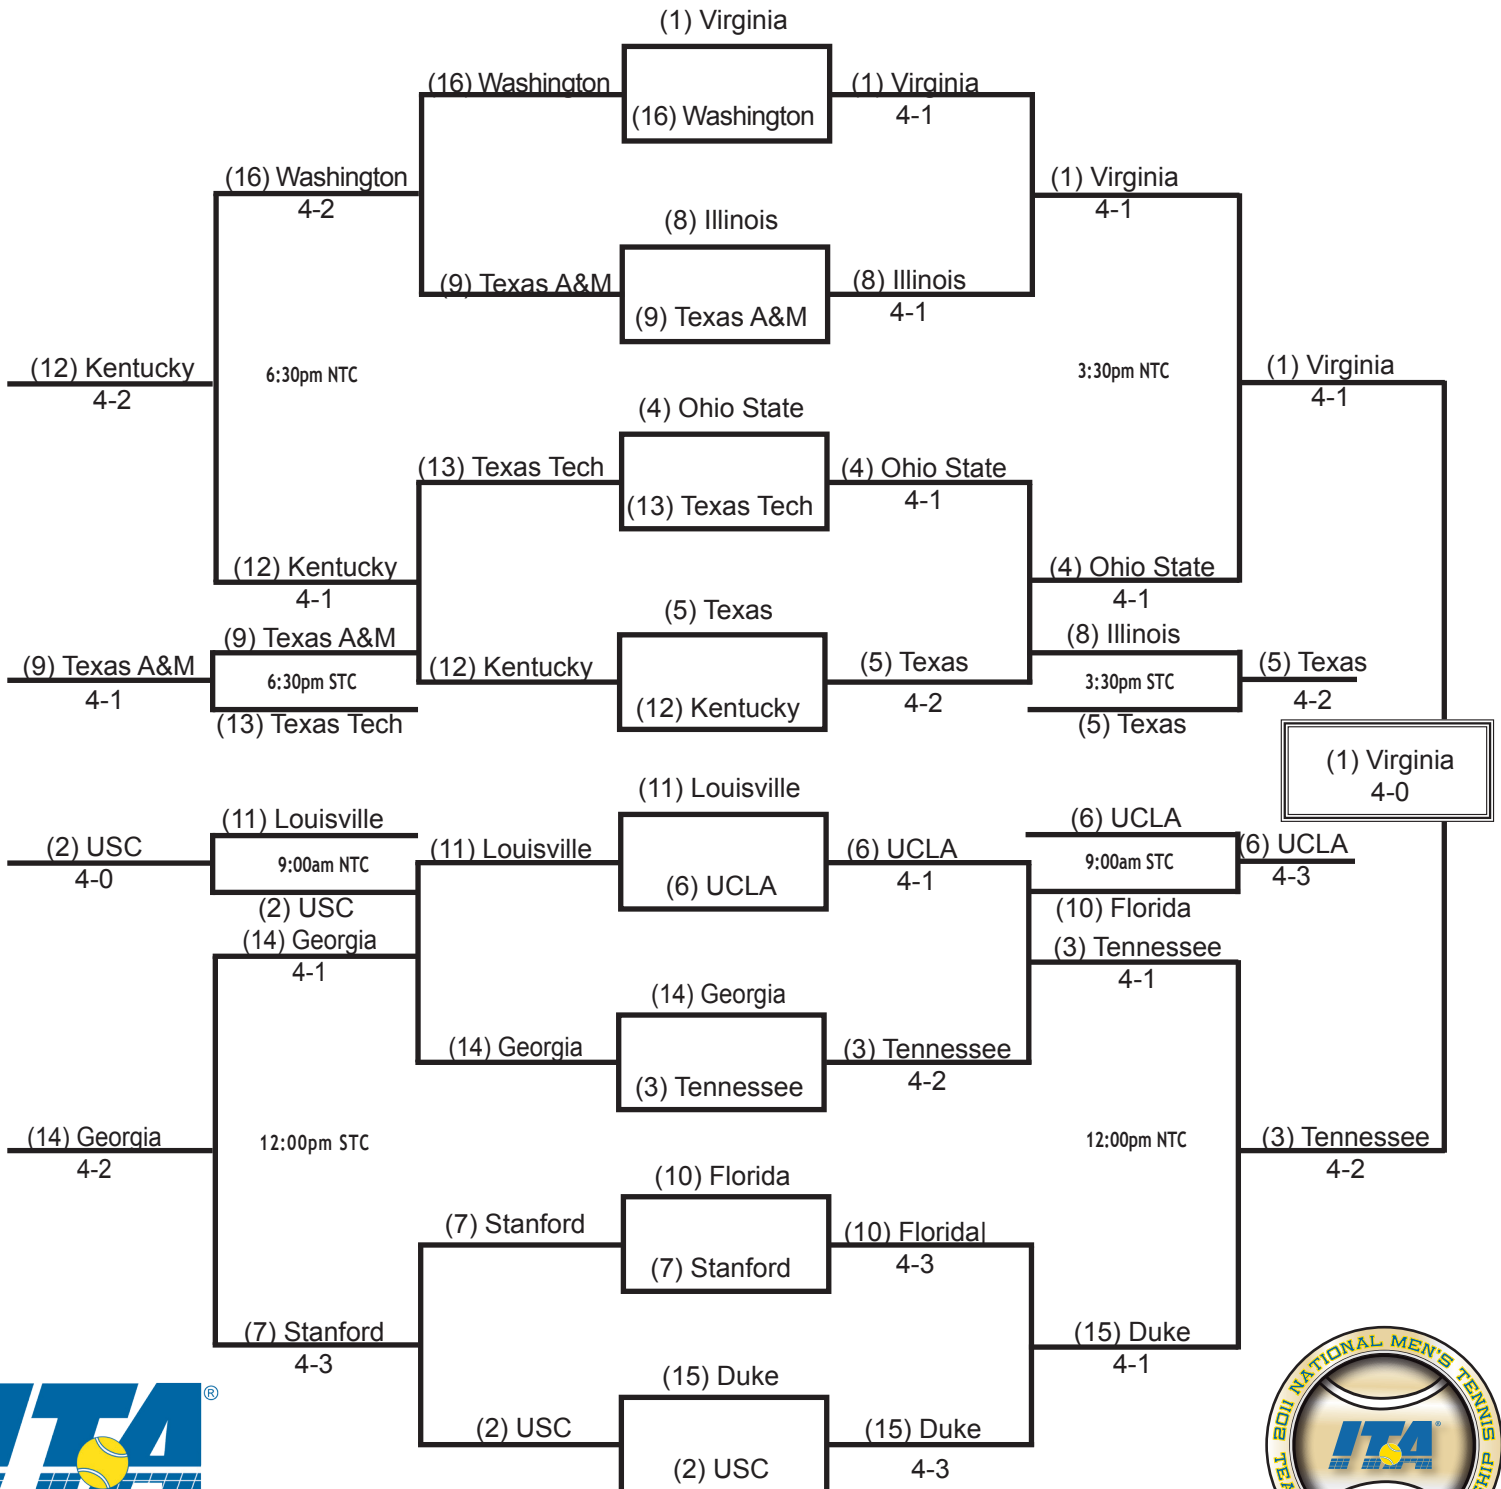 (1) Virginia
(16) Washington
(1) Virginia
(16) Washington
4-1
(16) Washington
(1) Virginia
4-2
4-1
(8) Illinois
(9) Texas A&M
(8) Illinois
(9) Texas A&M
4-1
(12) Kentucky
6:30pm NTC
3:30pm NTC
(1) Virginia
4-2
4-1
(4) Ohio State
(13) Texas Tech
(4) Ohio State
(13) Texas Tech
4-1
(12) Kentucky
(4) Ohio State
4-1
4-1
(5) Texas
(9) Texas A&M
(8) Illinois
(9) Texas A&M
(12) Kentucky
(5) Texas
(5) Texas
6:30pm STC
3:30pm STC
4-1
(12) Kentucky
4-2
4-2
(13) Texas Tech
(5) Texas
(1) Virginia
4-0
(11) Louisville
(11) Louisville
(6) UCLA
(2) USC
(11) Louisville
(6) UCLA
(6) UCLA
9:00am NTC
9:00am STC
4-0
(6) UCLA
4-1
4-3
(2) USC
(10) Florida
(14) Georgia
(3) Tennessee
4-1
4-1
(14) Georgia
(14) Georgia
(3) Tennessee
(3) Tennessee
4-2
(14) Georgia
12:00pm STC
12:00pm NTC
(3) Tennessee
4-2
4-2
(10) Florida
(7) Stanford
(10) Florida|
(7) Stanford
4-3
(7) Stanford
(15) Duke
4-3
4-1
(15) Duke
(2) USC
(15) Duke
(2) USC
4-3
ITA®
2011 NATIONAL MEN'S TENNIS
ITA®